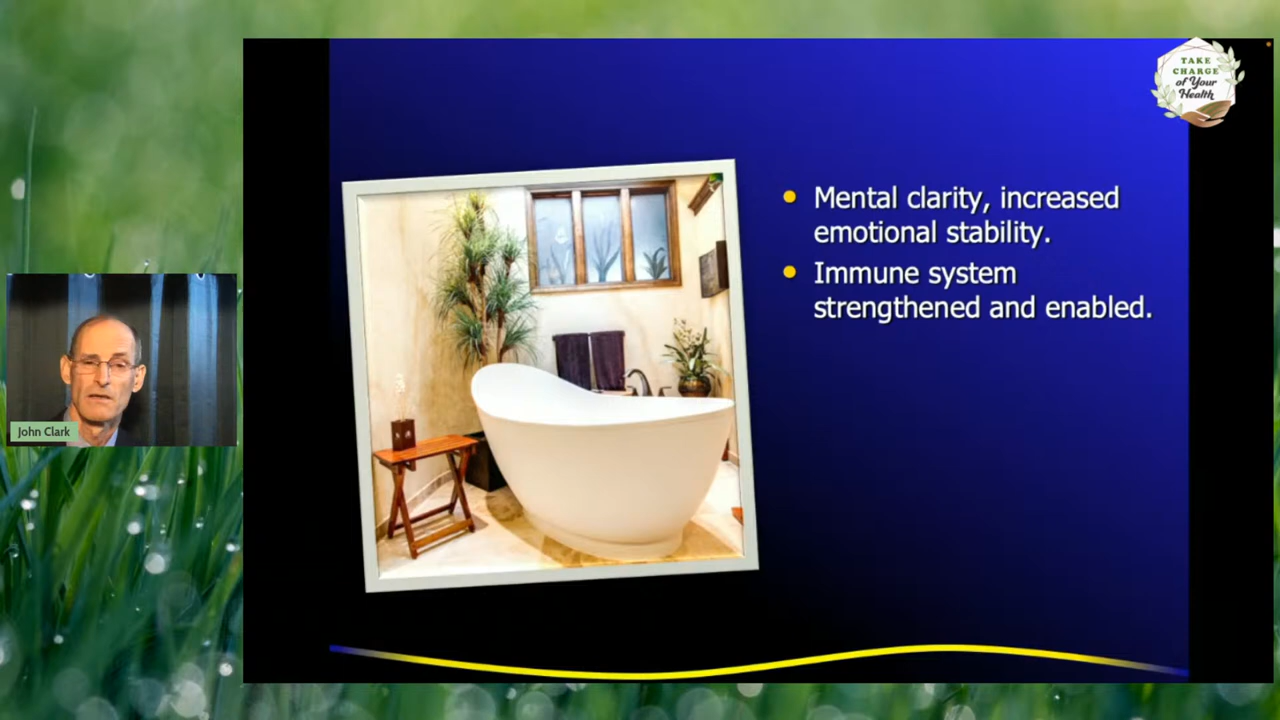 TAKE
CHARGE
of Your
Health
Mental clarity, increased
emotional stability.
Immune system
strengthened and enabled.
John Clark